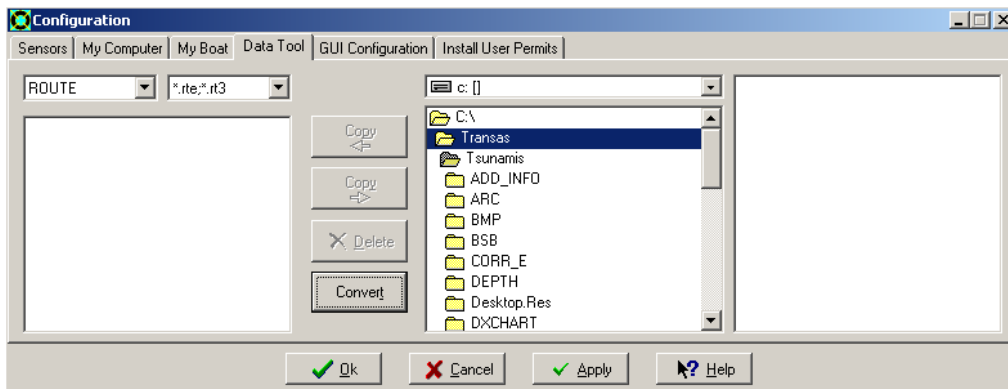 Configuration
Sensors My Computer My Boat Data Tool GUI Configuration Install User Permits
ROUTE *.rte;*.rt3 c: []
Copy
Copy
Delete
Convert
C:\
Transas
Tsunamis
ADD_INFO
ARC
BMP
BSB
CORR_E
DEPTH
Desktop.Res
DXCHART
Ok Cancel Apply Help